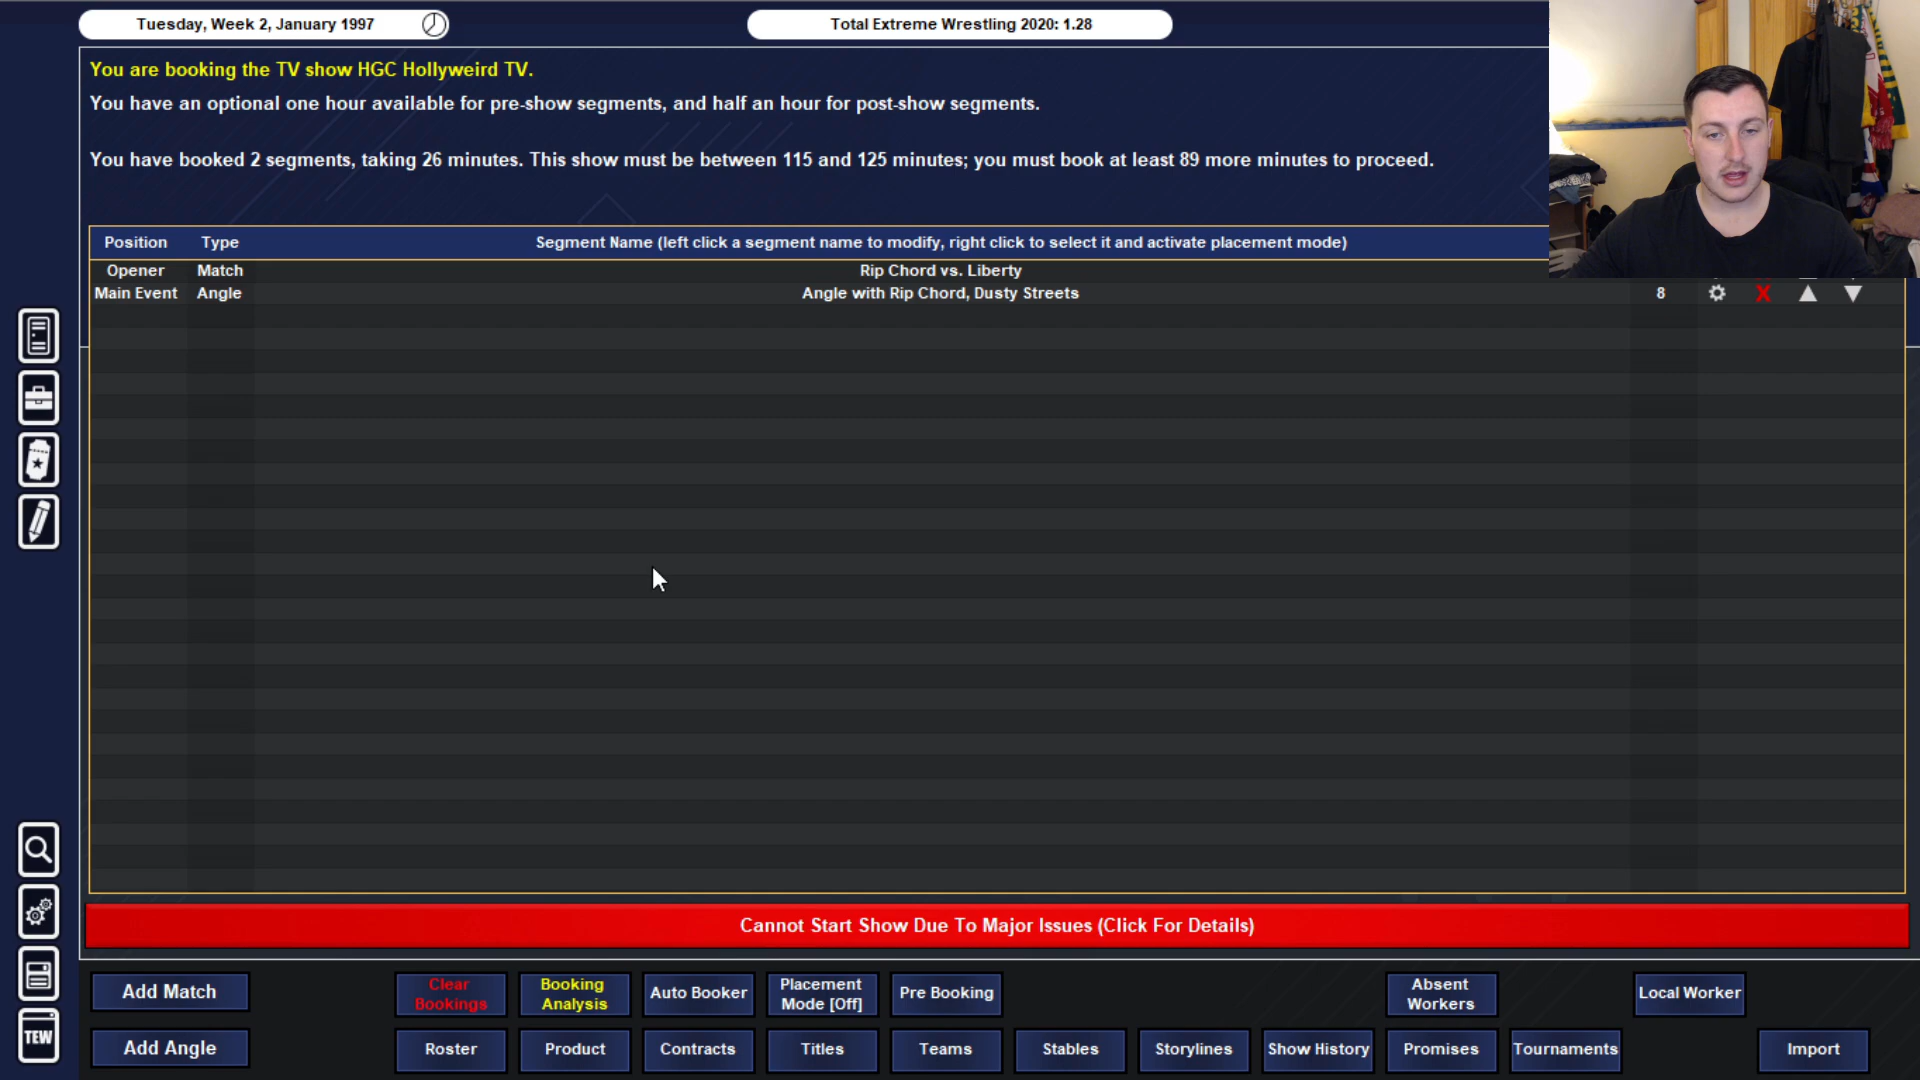 Tuesday, Week 2, January 1997
Total Extreme Wrestling 2020: 1.28
You are booking the TV show HGC Hollyweird TV.
You have an optional one hour available for pre-show segments, and half an hour for post-show segments.
You have booked 2 segments, taking 26 minutes. This show must be between 115 and 125 minutes; you must book at least 89 more minutes to proceed.
Position Type Segment Name (left click a segment name to modify, right click to select it and activate placement mode)
Opener Match Rip Chord vs. Liberty
Main Event Angle Angle with Rip Chord, Dusty Streets 8 X
Cannot Start Show Due To Major Issues (Click For Details)
Add Match
Clear Bookings
Booking Analysis
Auto Booker
Placement Mode [Off]
Pre Booking
Absent Workers
Local Worker
TEW
Add Angle
Roster
Product
Contracts
Titles
Teams
Stables
Storylines
Show History
Promises
Tournaments
Import